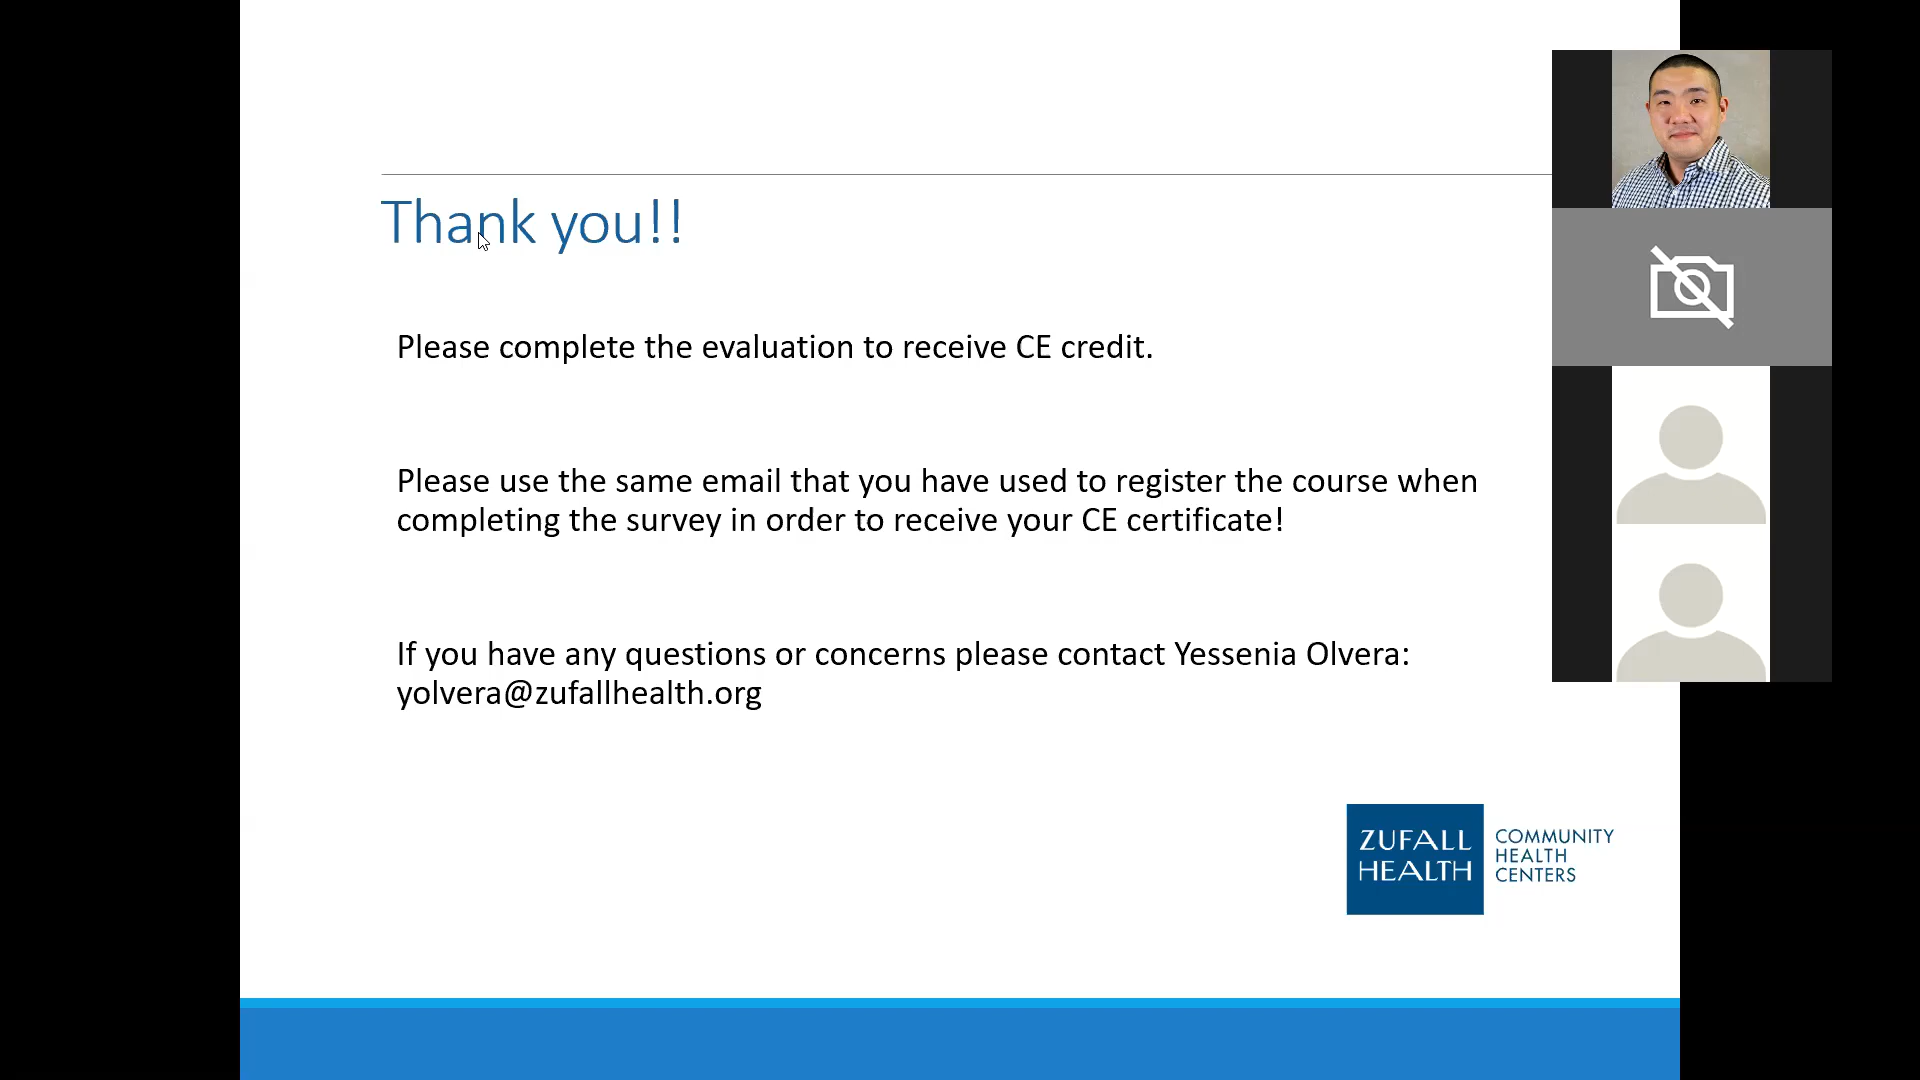 Thank you!!
Please complete the evaluation to receive CE credit.
Please use the same email that you have used to register the course when
completing the survey in order to receive your CE certificate!
If you have any questions or concerns please contact Yessenia Olvera:
yolvera@zufallhealth.org
ZUFALL
HEALTH
COMMUNITY
HEALTH
CENTERS